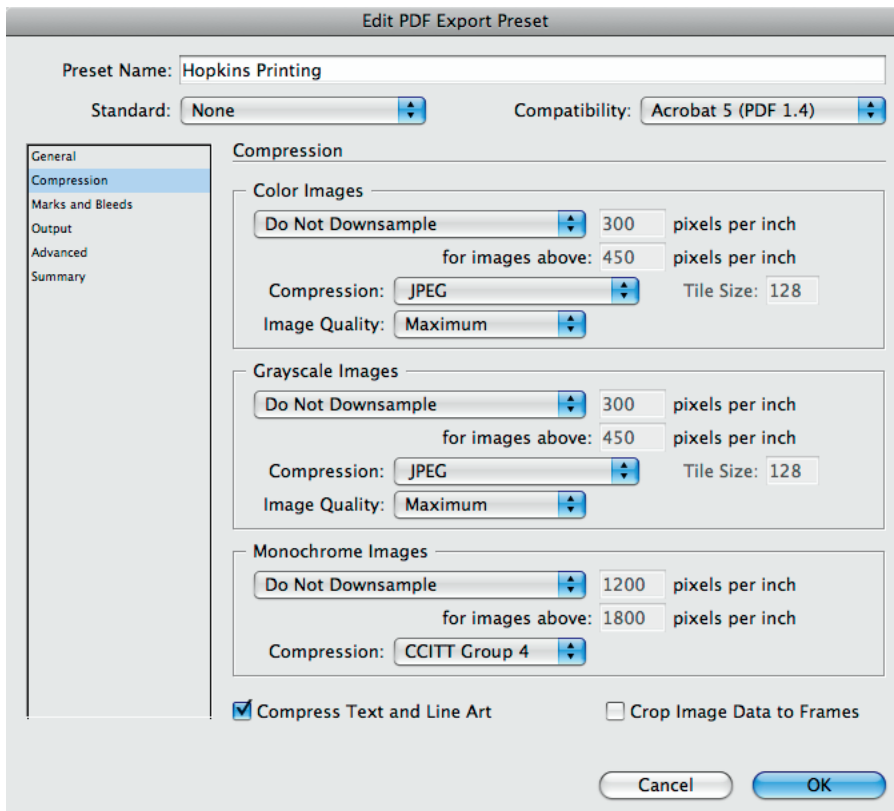 Edit PDF Export Preset
Preset Name: Hopkins Printing
Standard: None Compatibility: Acrobat 5 (PDF 1.4)
General
Compression
Marks and Bleeds
Output
Advanced
Summary
Compression
Color Images
Do Not Downsample 300 pixels per inch
for images above: 450 pixels per inch
Compression: JPEG Tile Size: 128
Image Quality: Maximum
Grayscale Images
Do Not Downsample 300 pixels per inch
for images above: 450 pixels per inch
Compression: JPEG Tile Size: 128
Image Quality: Maximum
Monochrome Images
Do Not Downsample 1200 pixels per inch
for images above: 1800 pixels per inch
Compression: CCITT Group 4
Compress Text and Line Art Crop Image Data to Frames
Cancel OK